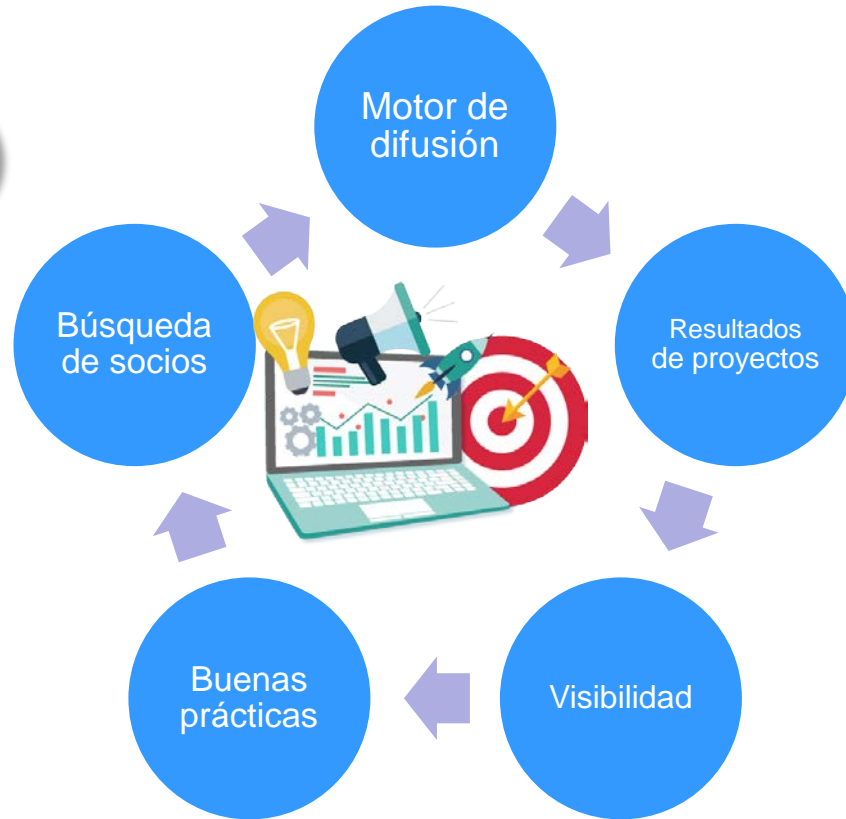 Motor de
difusión
Resultados
de proyectos
Visibilidad
Buenas
prácticas
Búsqueda
de socios